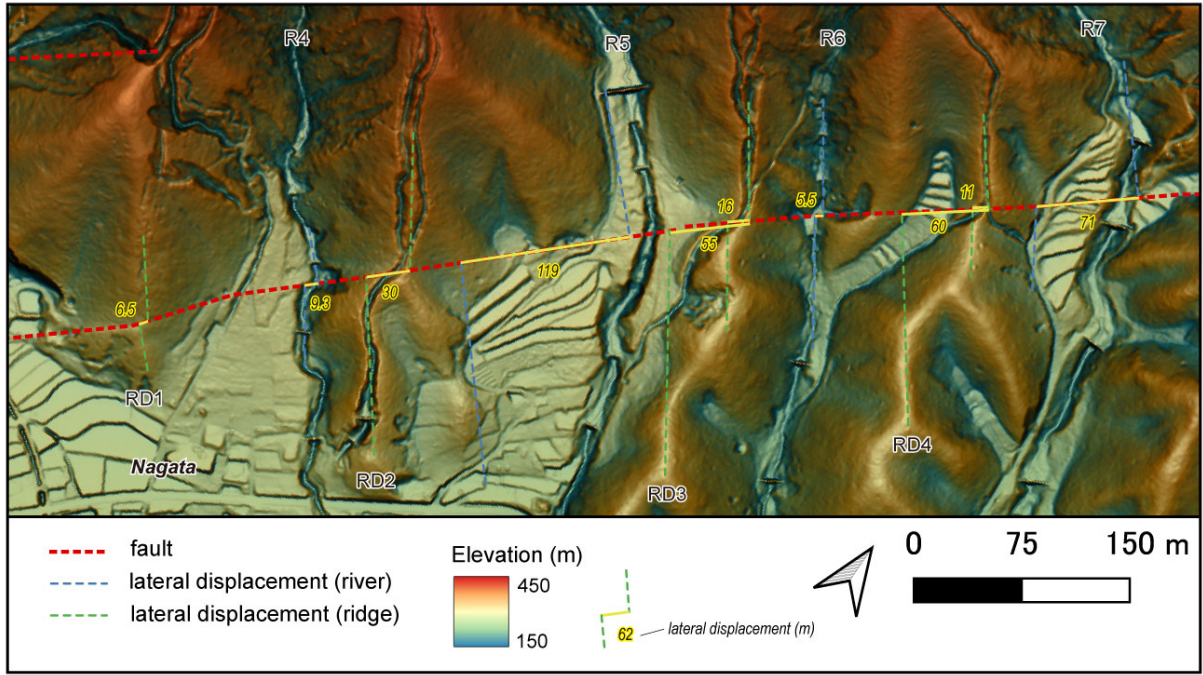 R4
R5
R6
R7
6.5
9.3
30
119
16
55
5.5
60
11
71
RD1
Nagata
RD2
RD3
RD4
fault
lateral displacement (river)
lateral displacement (ridge)
Elevation (m)
450
150
62
lateral displacement (m)
0 75 150 m